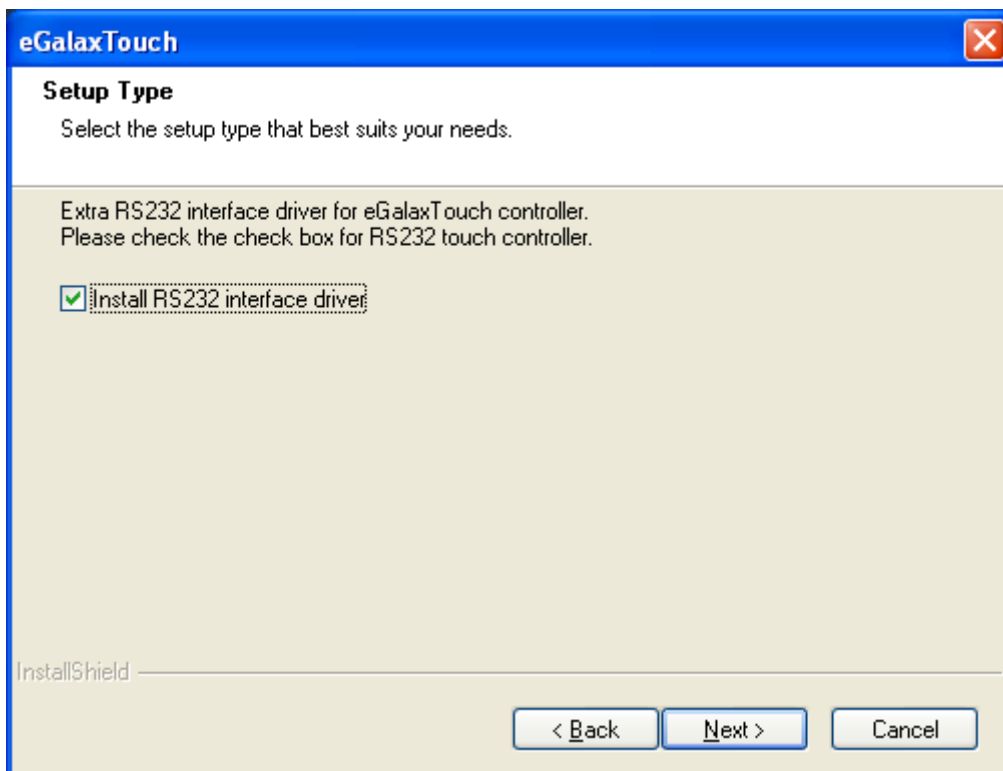 eGalaxTouch
Setup Type
Select the setup type that best suits your needs.
Extra RS232 interface driver for eGalaxTouch controller.
Please check the check box for RS232 touch controller.
Install RS232 interface driver
InstallShield
< Back
Next >
Cancel